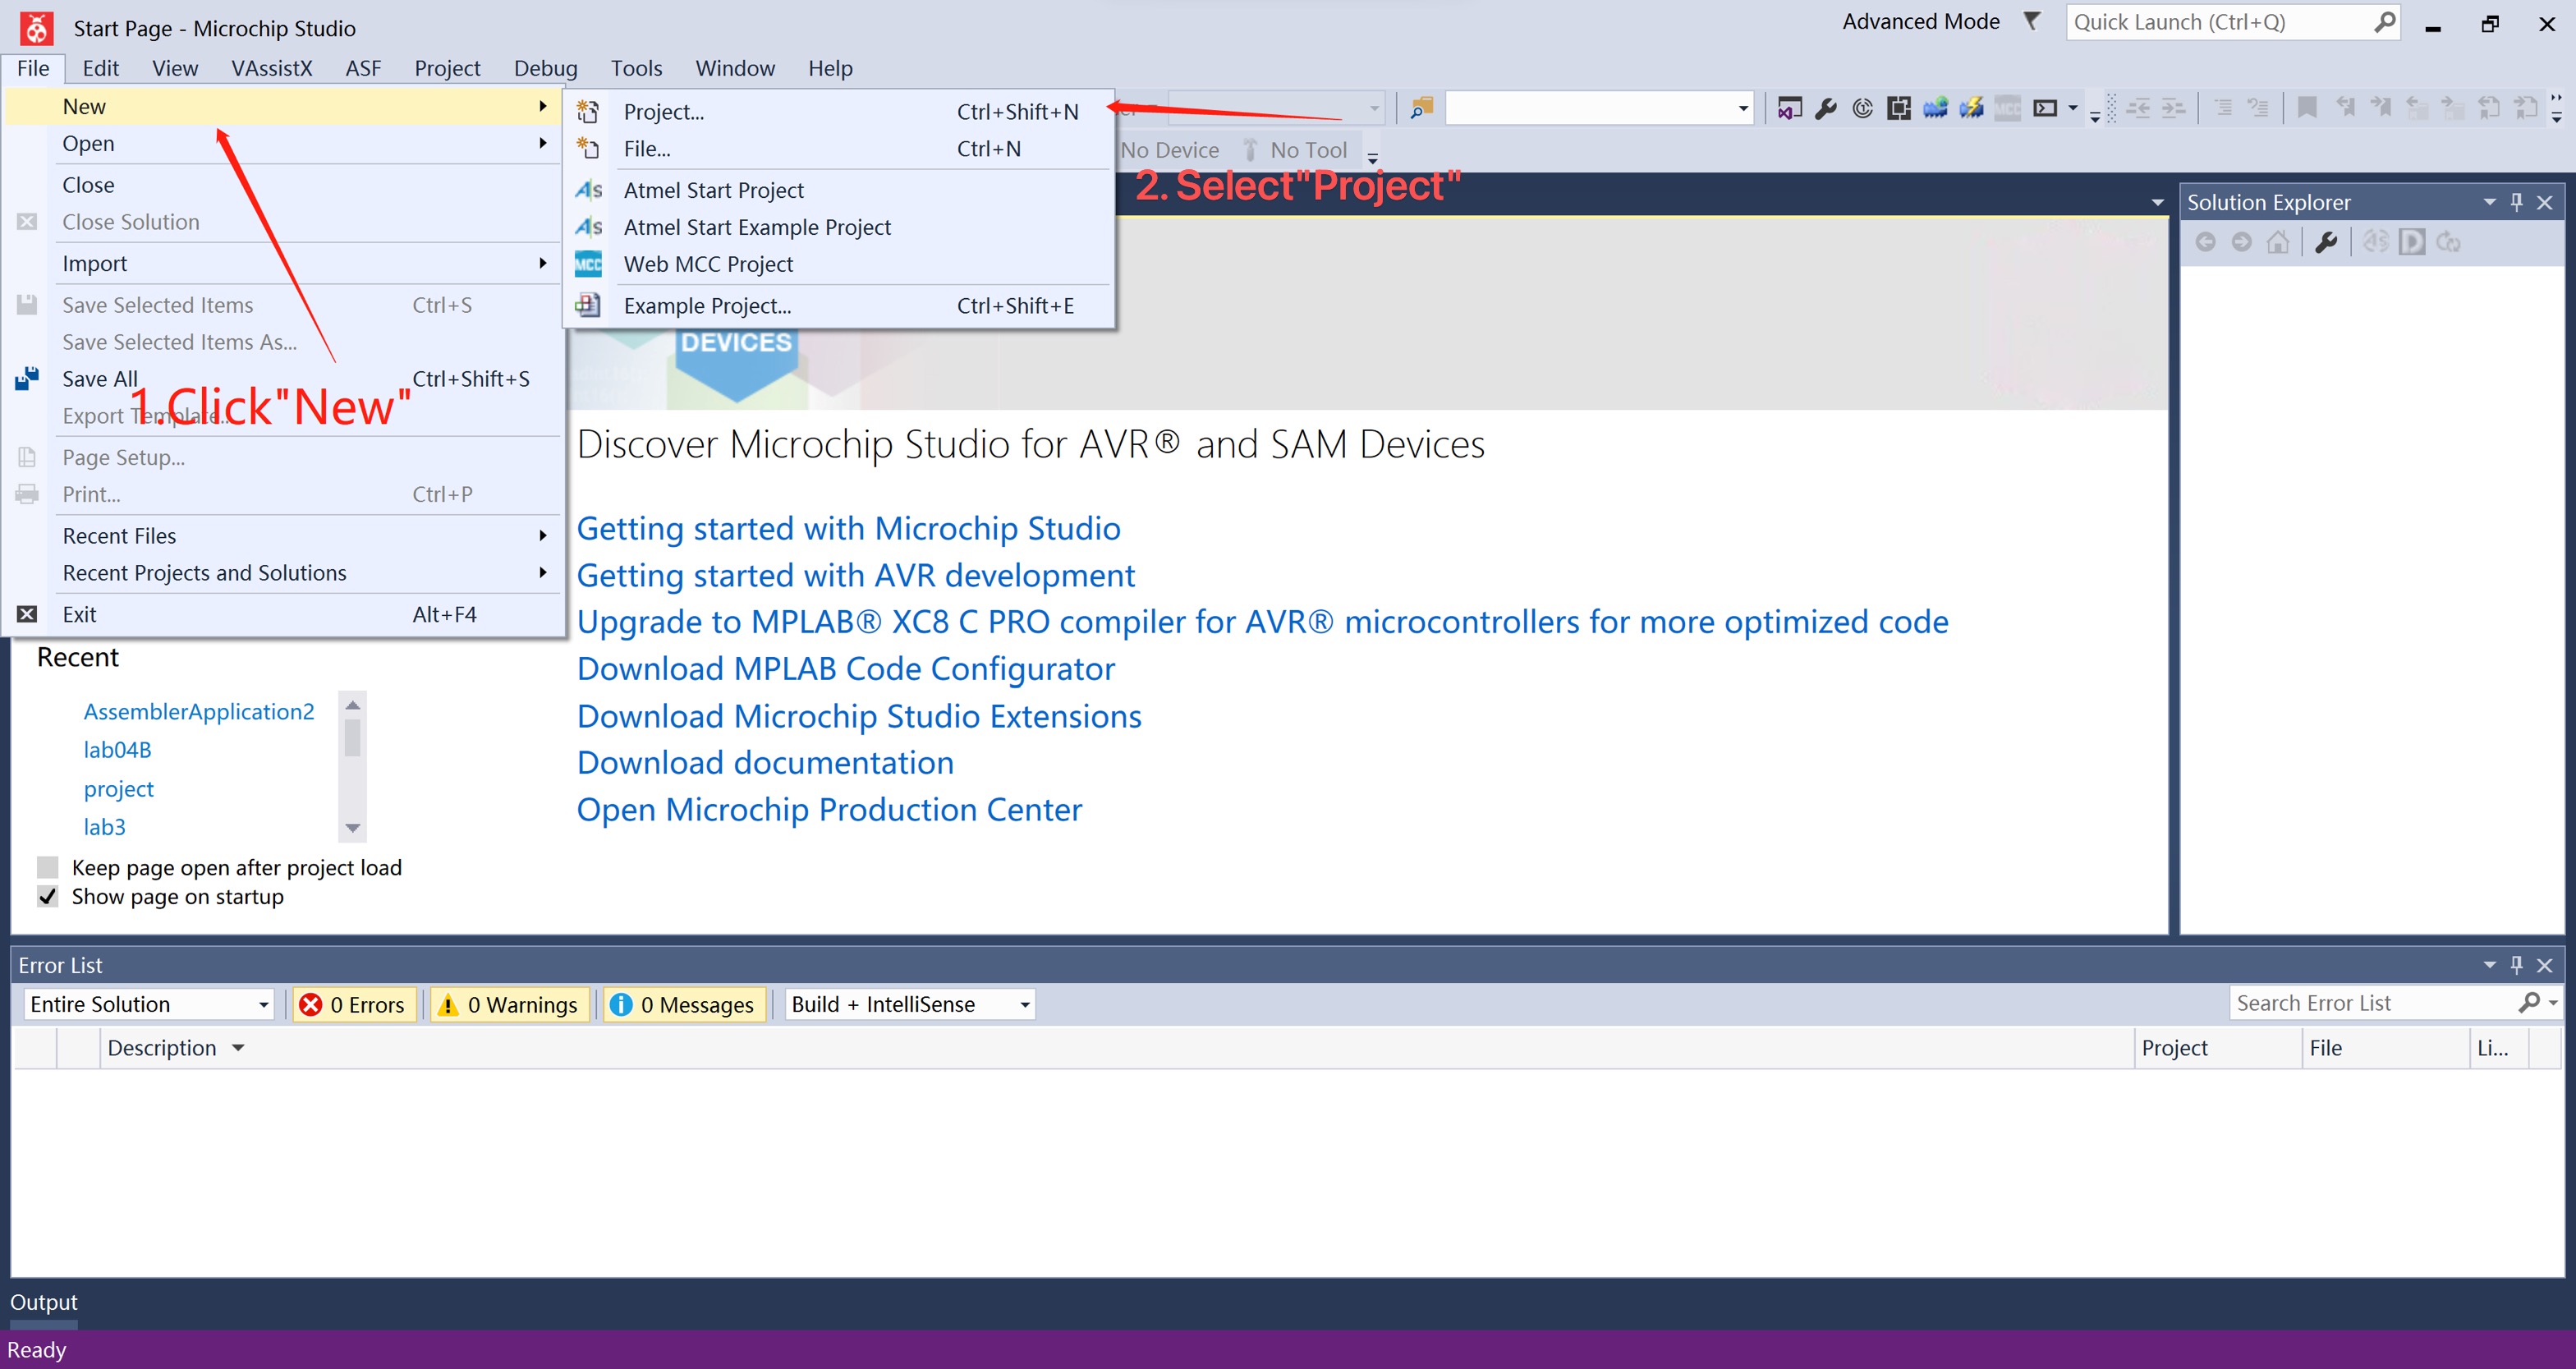 Start Page - Microchip Studio
Advanced Mode
Quick Launch (Ctrl+Q)
File Edit View VAssistX ASF Project Debug Tools Window Help
New
Open
Close
Close Solution
Import
Save Selected Items Ctrl+S
Save Selected Items As...
Save All Ctrl+Shift+S
Export Template...
Page Setup...
Print... Ctrl+P
Recent Files
Recent Projects and Solutions
Exit Alt+F4
1.Click"New"
Project... Ctrl+Shift+N
File... Ctrl+N
Atmel Start Project
Atmel Start Example Project
MCC Web MCC Project
Example Project... Ctrl+Shift+E
MCC
No Device No Tool
2. Select"Project"
Solution Explorer
DEVICES
Discover Microchip Studio for AVR® and SAM Devices
Getting started with Microchip Studio
Getting started with AVR development
Upgrade to MPLAB® XC8 C PRO compiler for AVR® microcontrollers for more optimized code
Download MPLAB Code Configurator
Download Microchip Studio Extensions
Download documentation
Open Microchip Production Center
Recent
AssemblerApplication2
lab04B
project
lab3
Keep page open after project load
Show page on startup
Error List
Entire Solution 0 Errors 0 Warnings 0 Messages Build + IntelliSense Search Error List
Description Project File Li...
Output
Ready